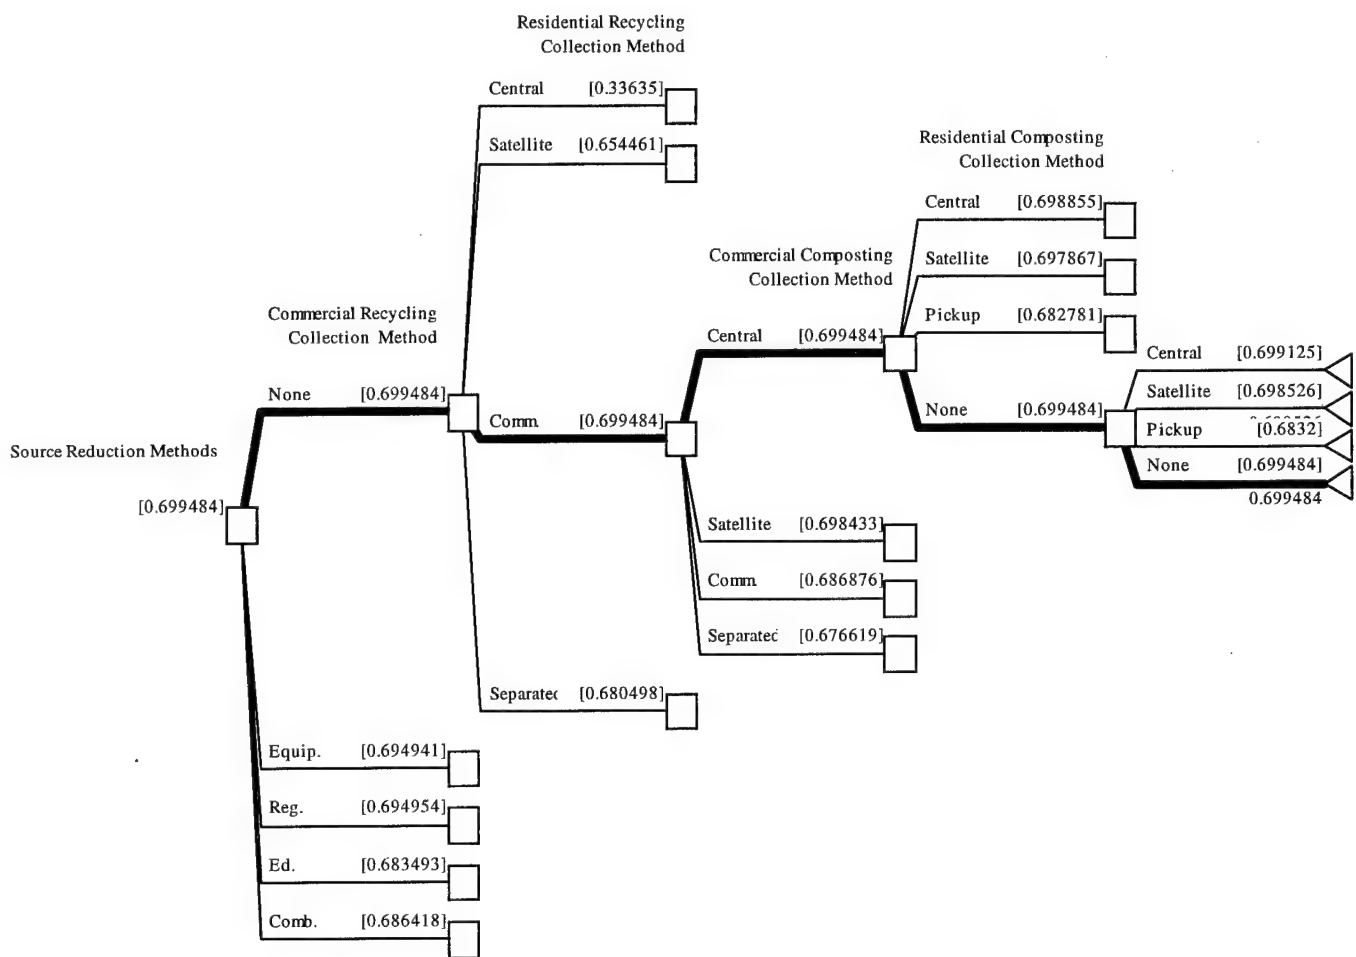 Residential Recycling
Collection Method
Central [0.33635]
Satellite [0.654461]
Residential Composting
Collection Method
Central [0.698855]
Commercial Composting
Collection Method
Satellite [0.697867]
Pickup [0.682781]
Commercial Recycling
Collection Method
Central [0.699484]
Central [0.699125]
Satellite [0.698526]
None [0.699484]
Comm. [0.699484]
None [0.699484]
Pickup [0.6832]
None [0.699484]
0.699484
Source Reduction Methods
[0.699484]
Satellite [0.698433]
Comm. [0.686876]
Separatec [0.676619]
Separatec [0.680498]
Equip. [0.694941]
Reg. [0.694954]
Ed. [0.683493]
Comb. [0.686418]